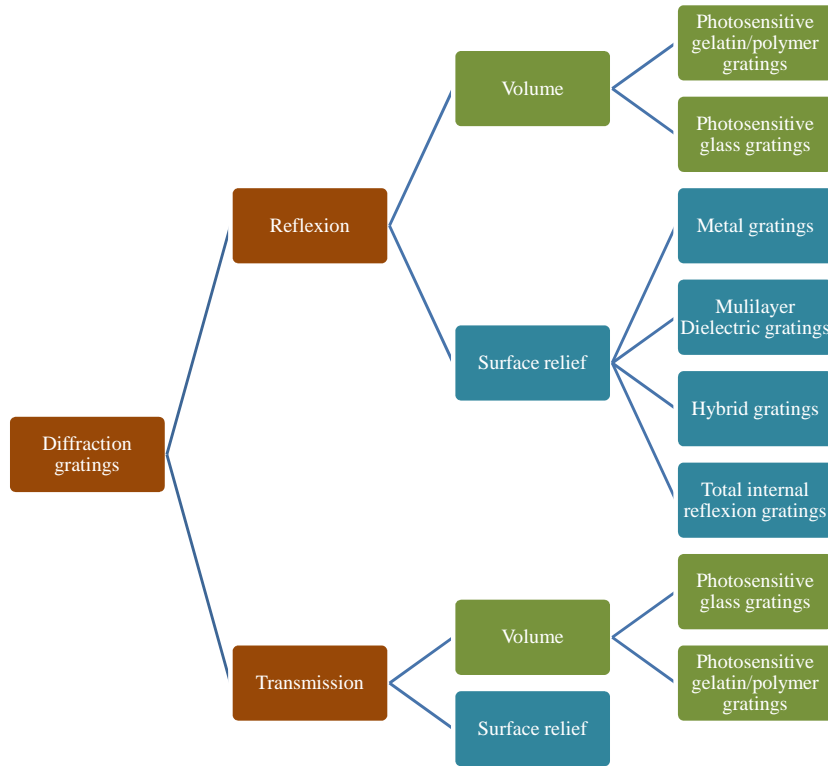 Photosensitive
gelatin/polymer
gratings
Volume
Photosensitive
glass gratings
Reflexion
Metal gratings
Mulilayer
Dielectric gratings
Surface relief
Hybrid gratings
Diffraction
gratings
Total internal
reflexion gratings
Photosensitive
glass gratings
Volume
Transmission
Photosensitive
gelatin/polymer
gratings
Surface relief